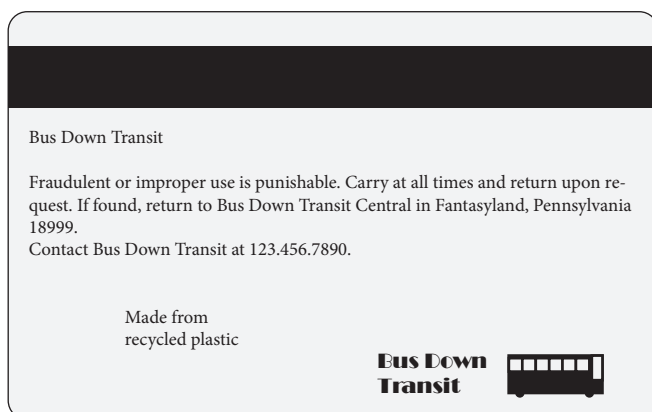 Bus Down Transit
Fraudulent or improper use is punishable. Carry at all times and return upon re-
quest. If found, return to Bus Down Transit Central in Fantasyland, Pennsylvania
18999.
Contact Bus Down Transit at 123.456.7890.
Made from
recycled plastic
Bus Down
Transit